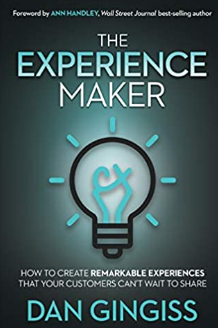 Foreword by ANN HANDLEY, Wall Street Journal best-selling author
THE
EXPERIENCE
MAKER
cx
HOW TO CREATE REMARKABLE EXPERIENCES
THAT YOUR CUSTOMERS CAN'T WAIT TO SHARE
DAN GINGISS